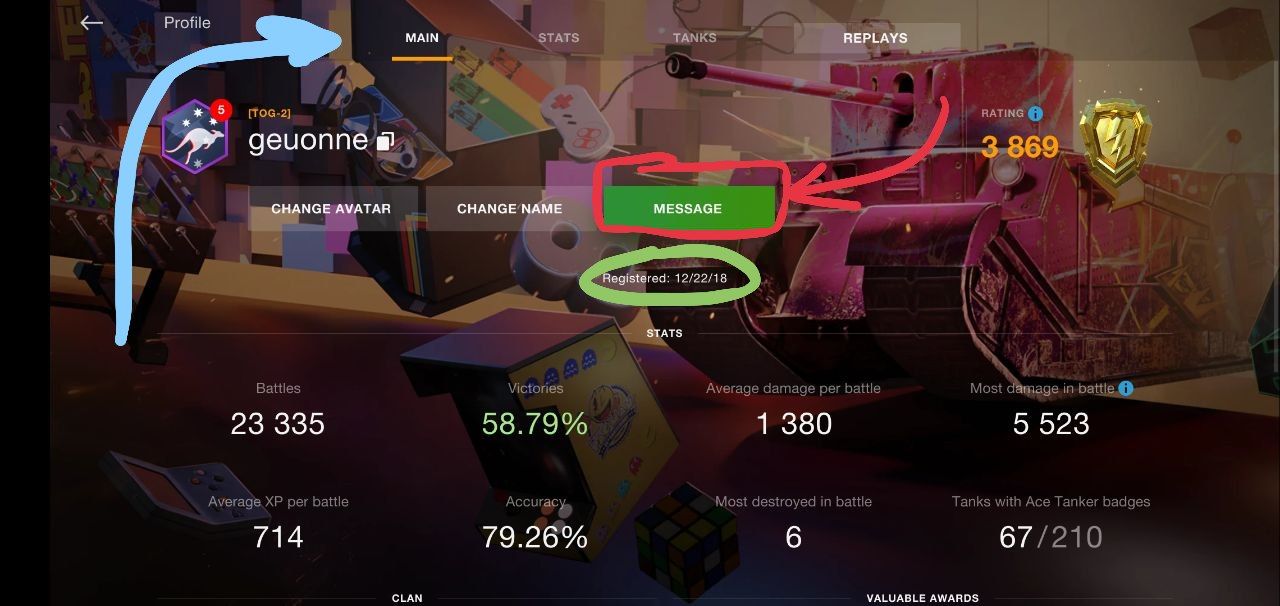 Profile
MAIN STATS TANKS REPLAYS
5
[TOG-2]
geuonne
RATING
3 869
CHANGE AVATAR CHANGE NAME MESSAGE
Registered: 12/22/18
STATS
Battles Victories Average damage per battle Most damage in battle
23 335 58.79% 1 380 5 523
Average XP per battle Accuracy Most destroyed in battle Tanks with Ace Tanker badges
714 79.26% 6 67/210
CLAN VALUABLE AWARDS